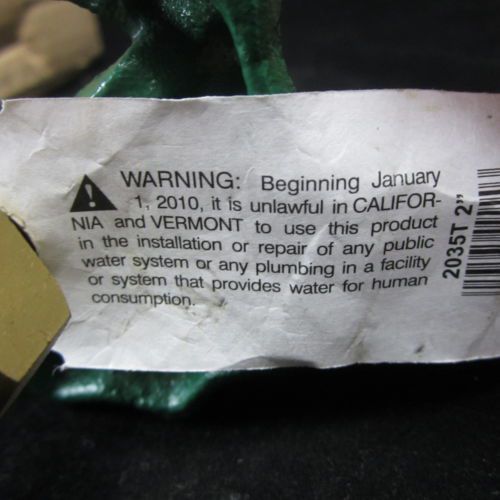 WARNING: Beginning January
1, 2010, it is unlawful in CALIFOR-
NIA and VERMONT to use this product
in the installation or repair of any public
water system or any plumbing in a facility
or system that provides water for human
consumption.
2035T 2"